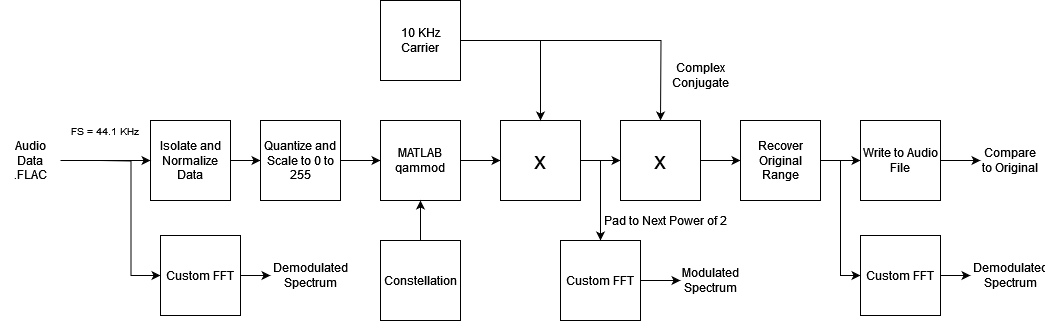 10 KHz
Carrier
Complex
Conjugate
FS = 44.1 KHz
Audio
Data
.FLAC
Isolate and
Normalize
Data
Quantize and
Scale to 0 to
255
MATLAB
qammod
X
X
Recover
Original
Range
Write to Audio
File
Compare
to Original
Pad to Next Power of 2
Custom FFT
Demodulated
Spectrum
Constellation
Custom FFT
Modulated
Spectrum
Custom FFT
Demodulated
Spectrum